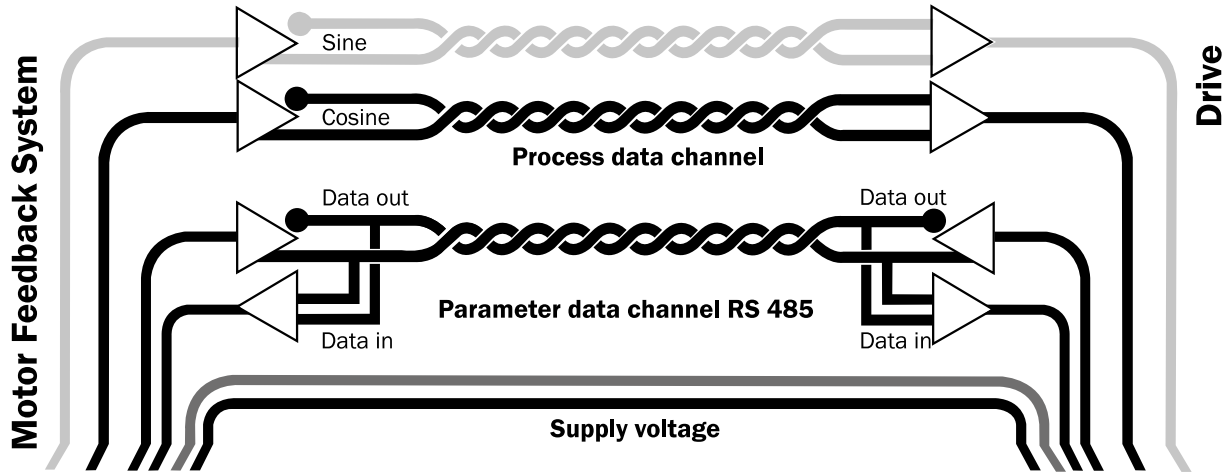 Motor Feedback System
Drive
Sine
Cosine
Process data channel
Data out
Data out
Parameter data channel RS 485
Data in
Data in
Supply voltage